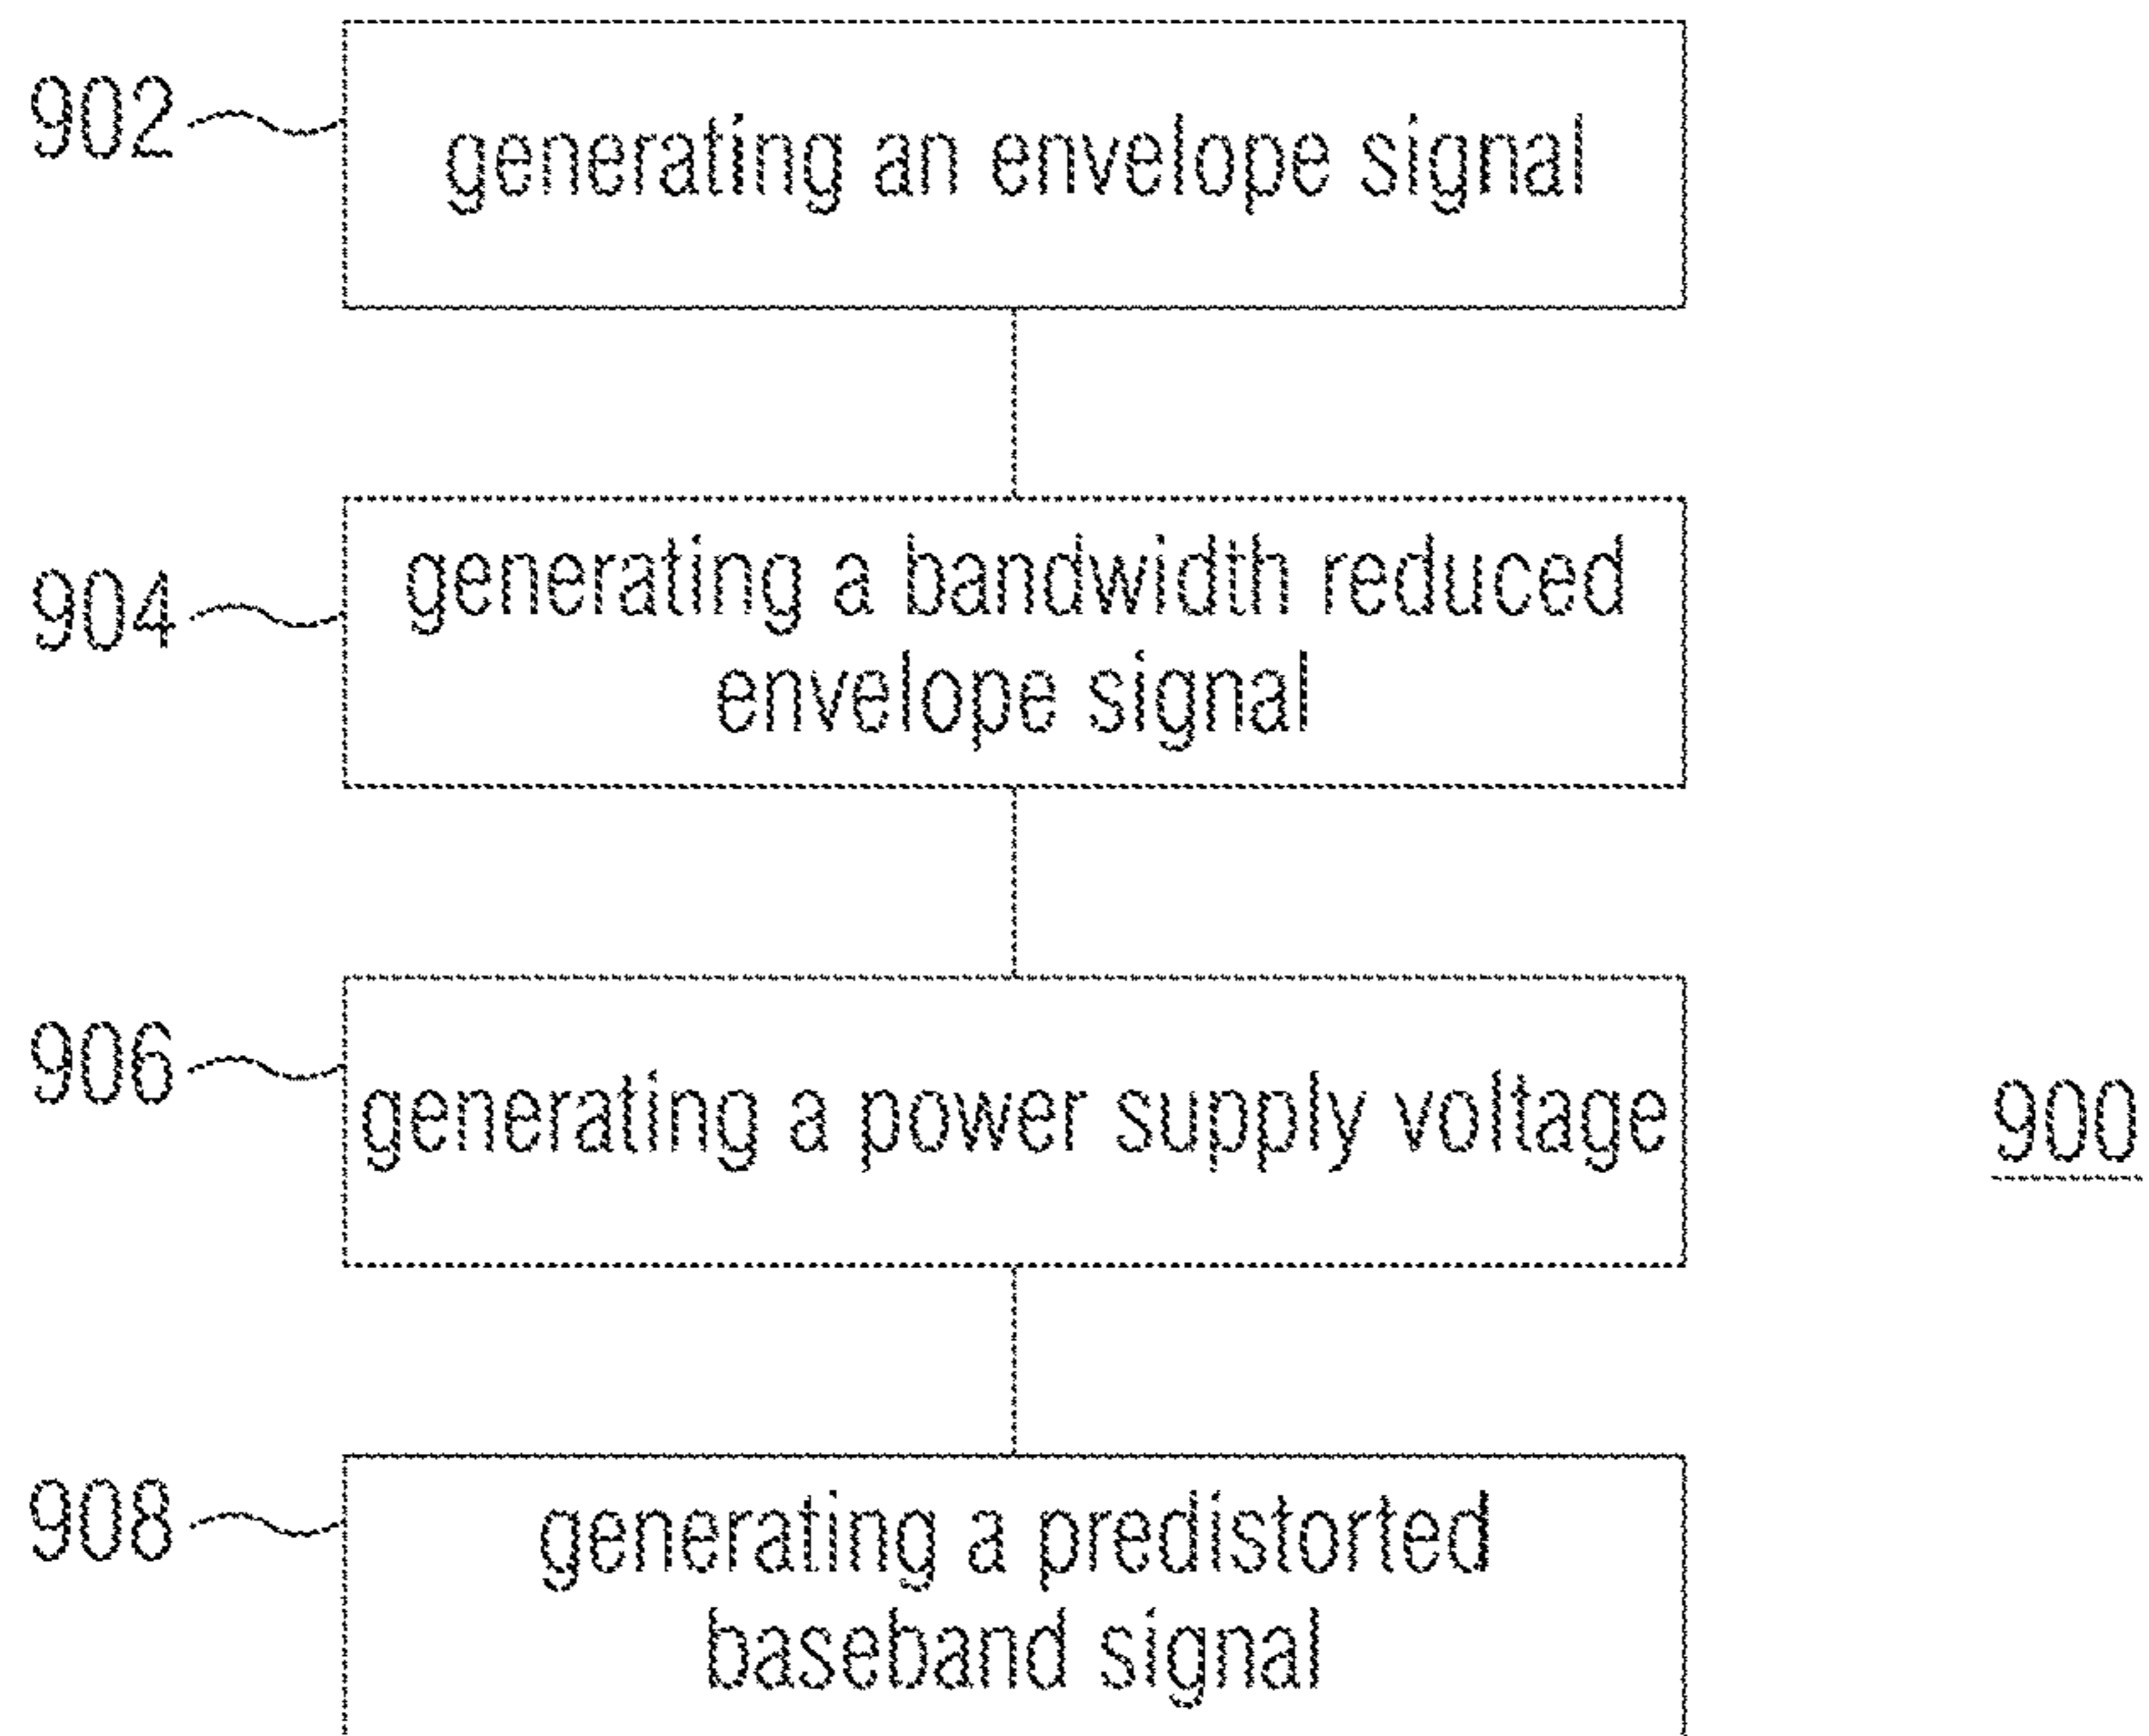 902
generating an envelope signal
904
generating a bandwidth reduced
envelope signal
906
generating a power supply voltage
900
908
generating a predistorted
baseband signal